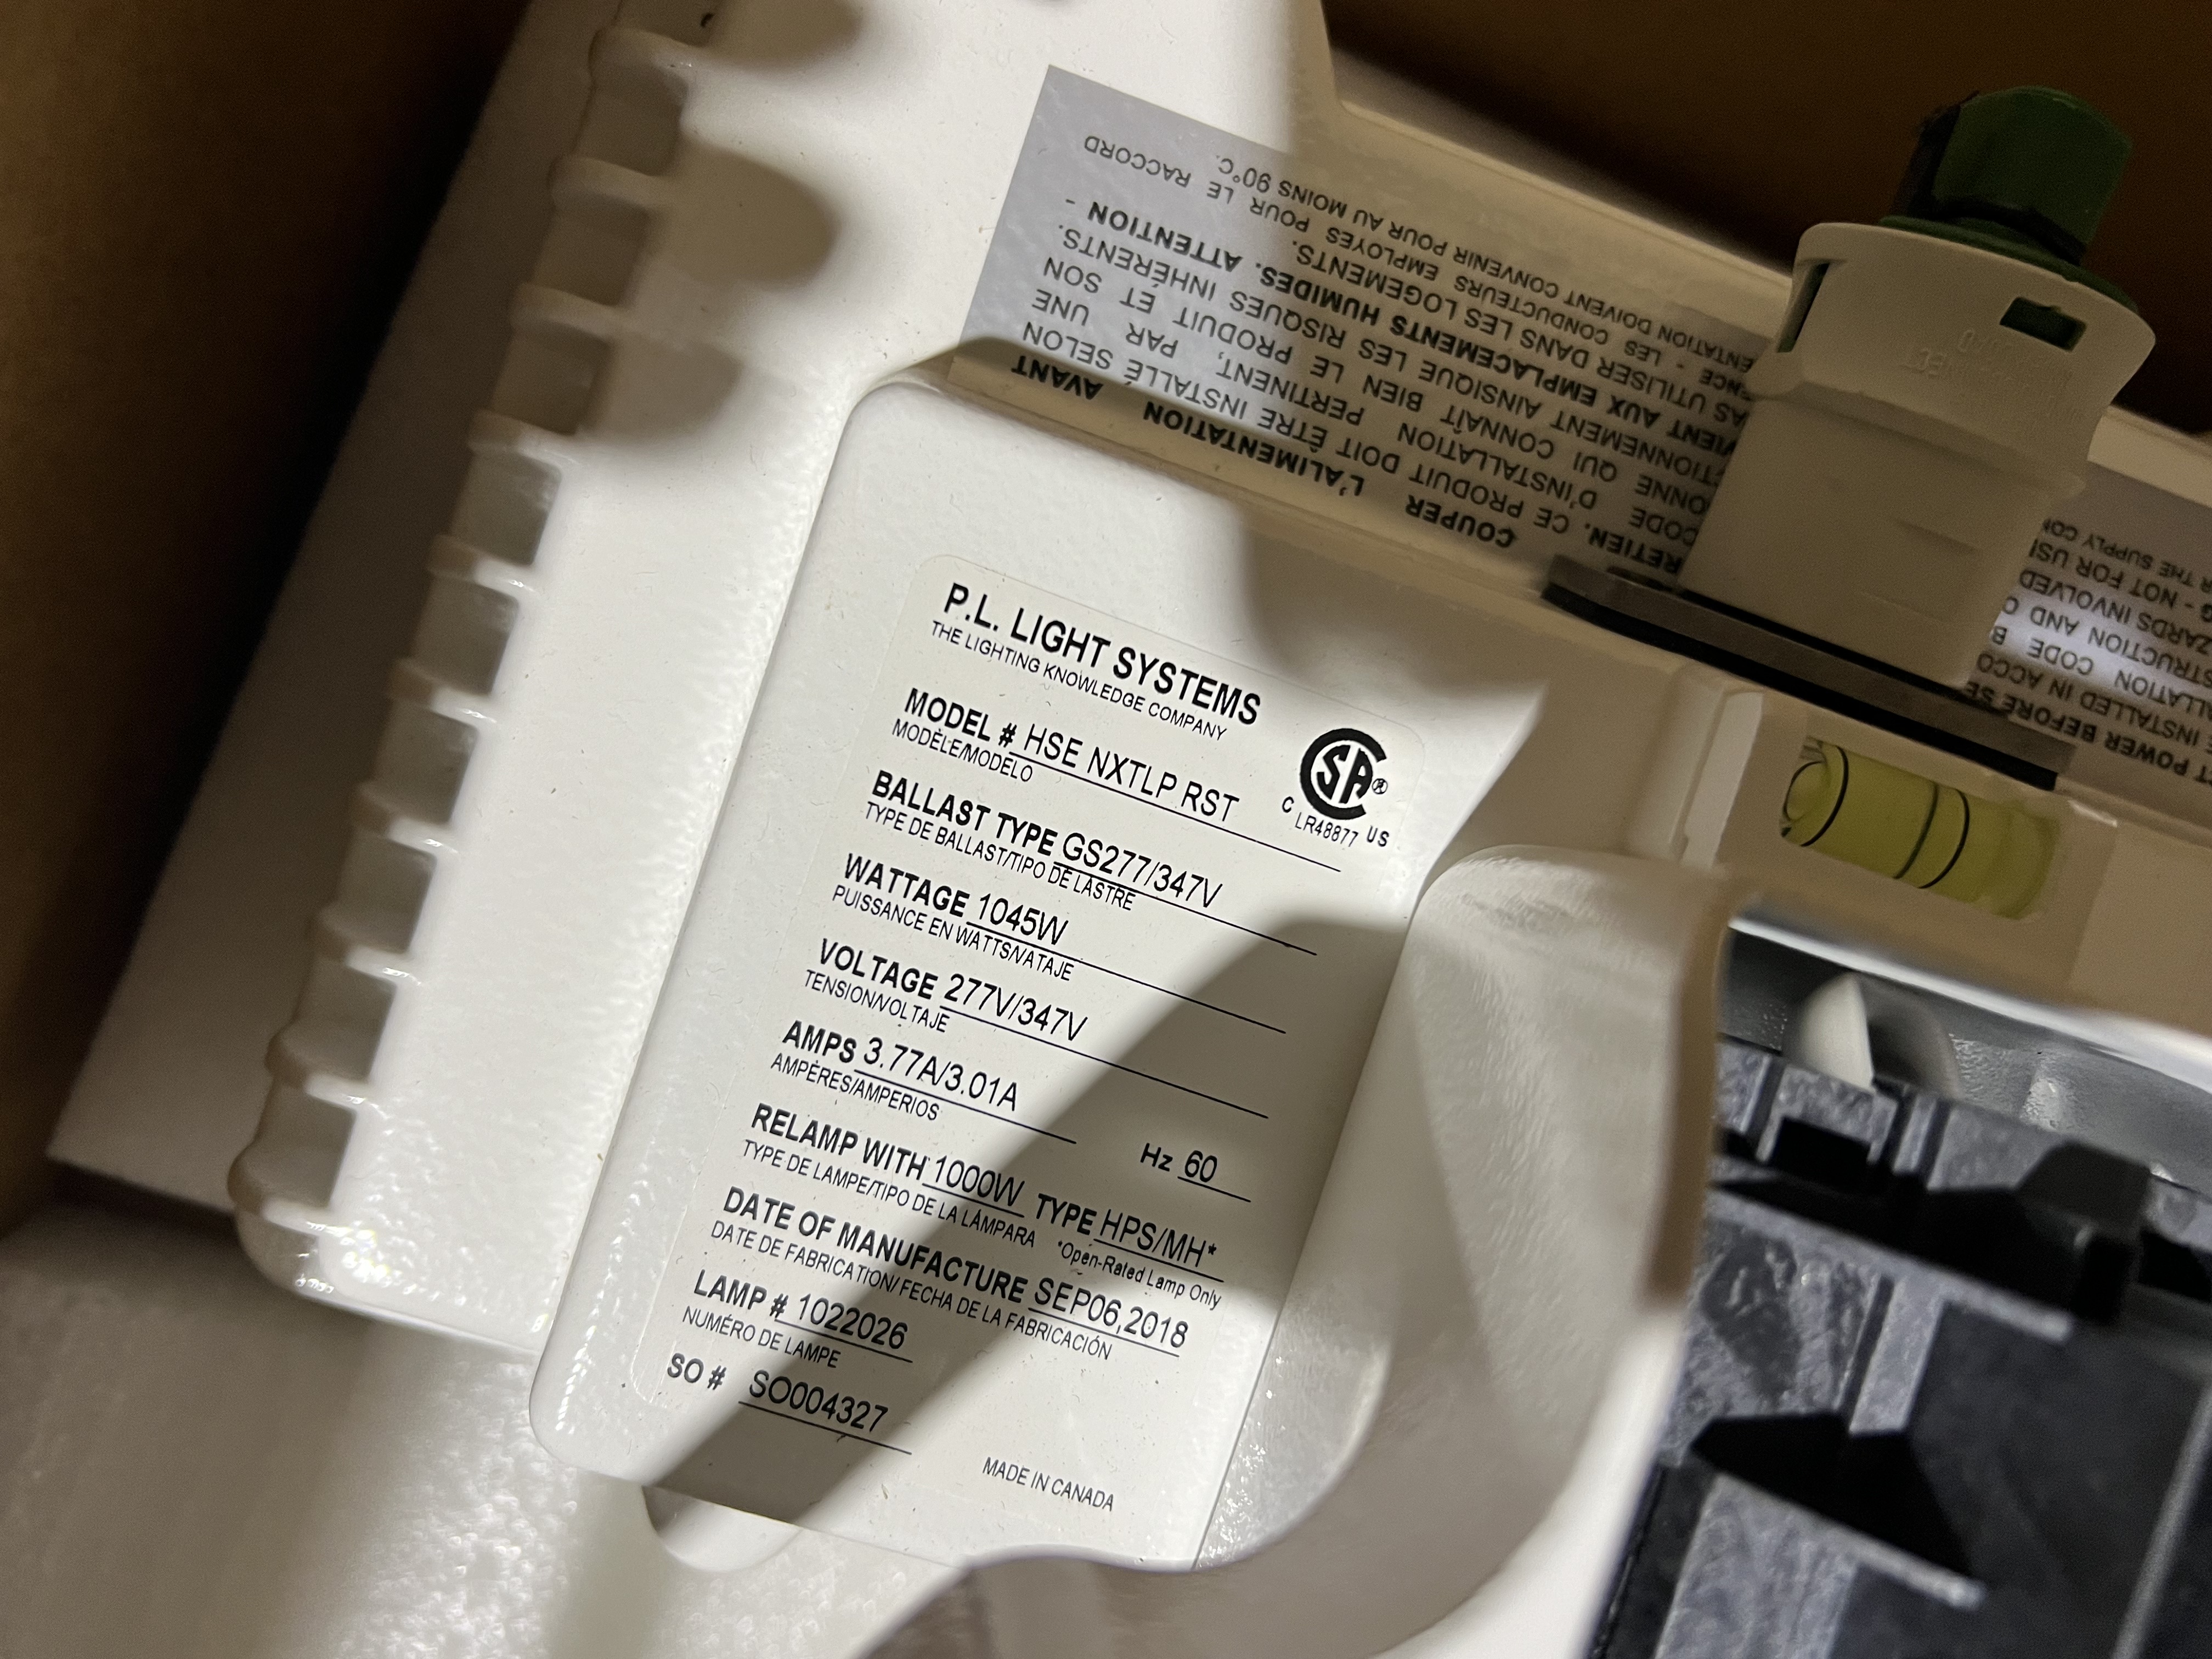 P.L. LIGHT SYSTEMS
THE LIGHTING KNOWLEDGE COMPANY
MODEL # HSE NXTLP RST
MODÈLE/MODELO
SA®
C LR48877 US
BALLAST TYPE GS277/347V
TYPE DE BALLAST/TIPO DE LASTRE
WATTAGE 1045W
PUISSANCE EN WATTS/VATAJE
VOLTAGE 277V/347V
TENSION/VOLTAJE
AMPS 3.77A/3.01A
AMPÈRES/AMPERIOS
Hz 60
RELAMP WITH 1000W TYPE HPS/MH*
TYPE DE LAMPE/TIPO DE LA LÁMPARA
*Open-Rated Lamp Only
DATE OF MANUFACTURE SEP06,2018
DATE DE FABRICATION/ FECHA DE LA FABRICACIÓN
LAMP # 1022026
NUMÉRO DE LAMPE
SO # SO004327
MADE IN CANADA
COUPER L'ALIMENTATION AVANT
RETIEN. CE PRODUIT DOIT ÊTRE INSTALLÉ SELON
CODE D'INSTALLATION PERTINENT, PAR UNE
ONNE QUI CONNAÎT BIEN LE PRODUIT ET SON
CTIONNEMENT AINSI QUE LES RISQUES INHÉRENTS.
VIENT AUX EMPLACEMENTS HUMIDES. ATTENTION -
AS UTILISER DANS LES LOGEMENTS.
ENCE - LES CONDUCTEURS EMPLOYES POUR LE RACCORD
ENTATION DOIVENT CONVENIR POUR AU MOINS 90°C.
CT POWER BEFORE SE
E INSTALLED IN ACCO
ALLATION CODE B
STRUCTION AND O
ZARDS INVOLVED
G - NOT FOR USE
R THE SUPPLY CON